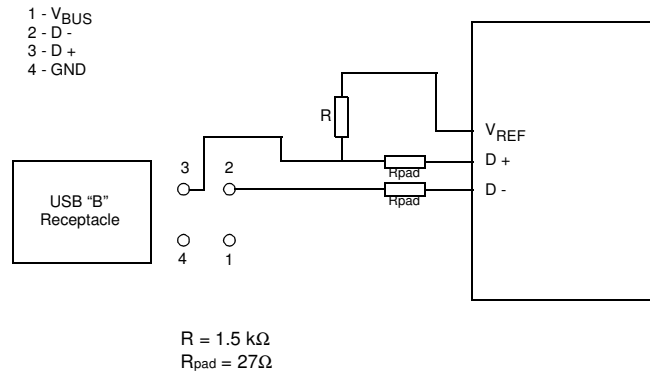 1 - VBUS
2 - D -
3 - D +
4 - GND
R
VREF
3
2
D +
Rpad
USB “B”
Receptacle
D -
Rpad
4
1
R = 1.5 kΩ
Rpad = 27Ω